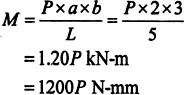 M = P×a×b / L = P×2×3 / 5
= 1.20P kN-m
= 1200P N-mm